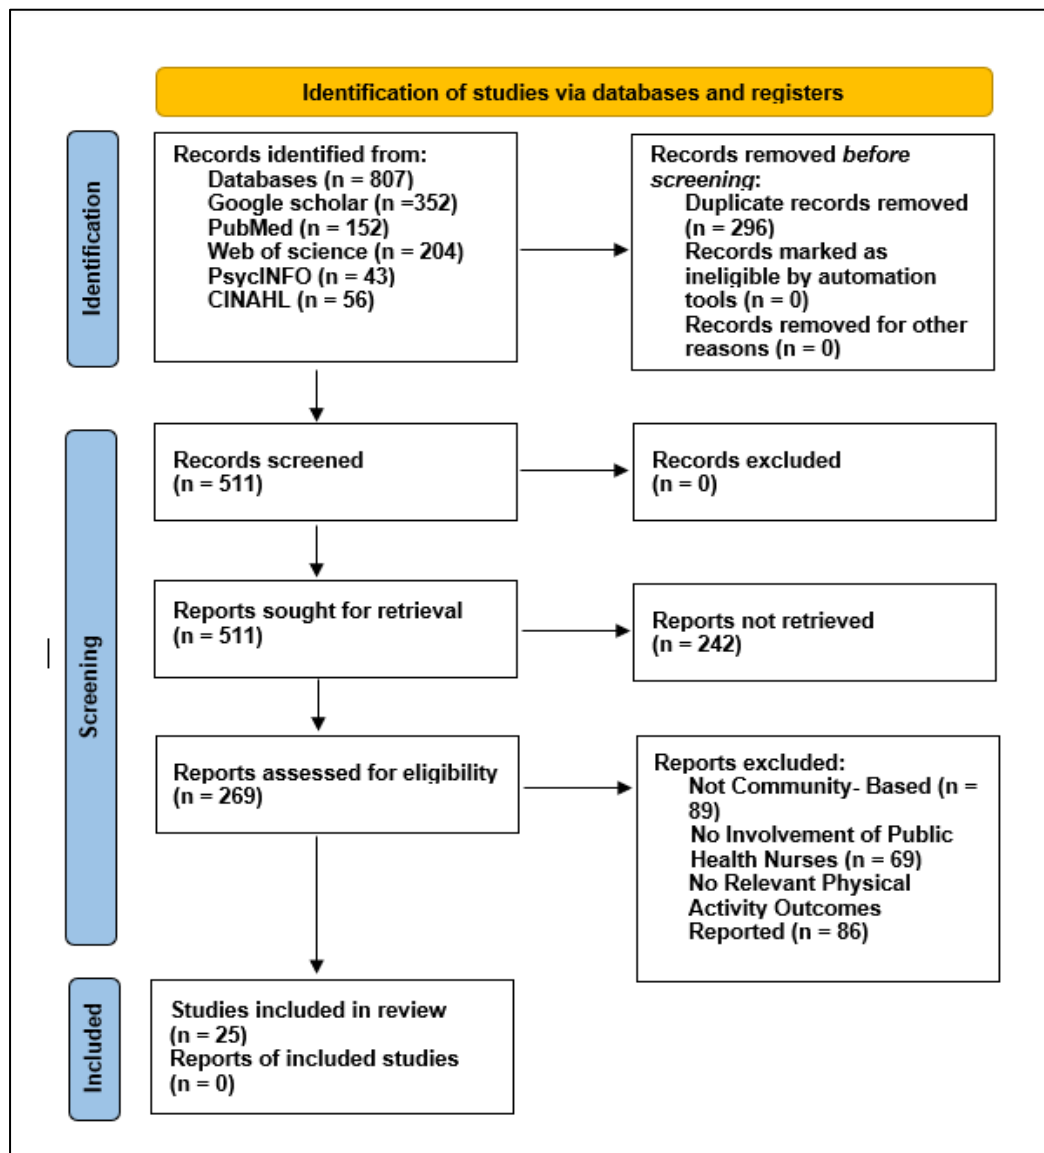 Identification of studies via databases and registers
Identification
Records identified from:
Databases (n = 807)
Google scholar (n =352)
PubMed (n = 152)
Web of science (n = 204)
PsycINFO (n = 43)
CINAHL (n = 56)
Records removed before
screening:
Duplicate records removed
(n = 296)
Records marked as
ineligible by automation
tools (n = 0)
Records removed for other
reasons (n = 0)
Screening
Records screened
(n = 511)
Records excluded
(n = 0)
Reports sought for retrieval
(n = 511)
Reports not retrieved
(n = 242)
Reports assessed for eligibility
(n = 269)
Reports excluded:
Not Community- Based (n =
89)
No Involvement of Public
Health Nurses (n = 69)
No Relevant Physical
Activity Outcomes
Reported (n = 86)
Included
Studies included in review
(n = 25)
Reports of included studies
(n = 0)